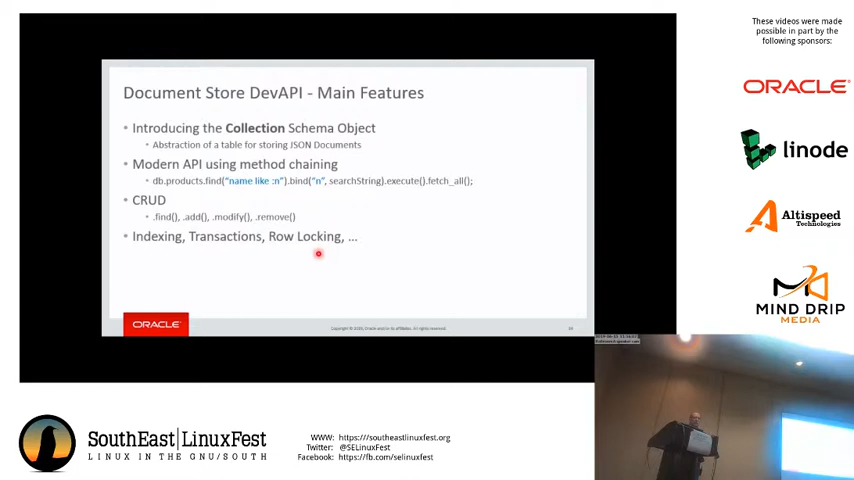 These videos were made
possible in part by the
following sponsors:
ORACLE
linode
Altispeed
Technologies
MIND DRIP
MEDIA
Document Store DevAPI - Main Features
• Introducing the Collection Schema Object
• Abstraction of a table for storing JSON Documents
• Modern API using method chaining
• db.products.find("name like :n").bind("n", searchString).execute().fetch_all();
• CRUD
• .find(), .add(), .modify(), .remove()
• Indexing, Transactions, Row Locking, ...
ORACLE
SouthEast|LinuxFest
LINUX IN THE GNU/SOUTH
WWW: https://southeastlinuxfest.org
Twitter: @SELinuxFest
Facebook: https://fb.com/selinuxfest